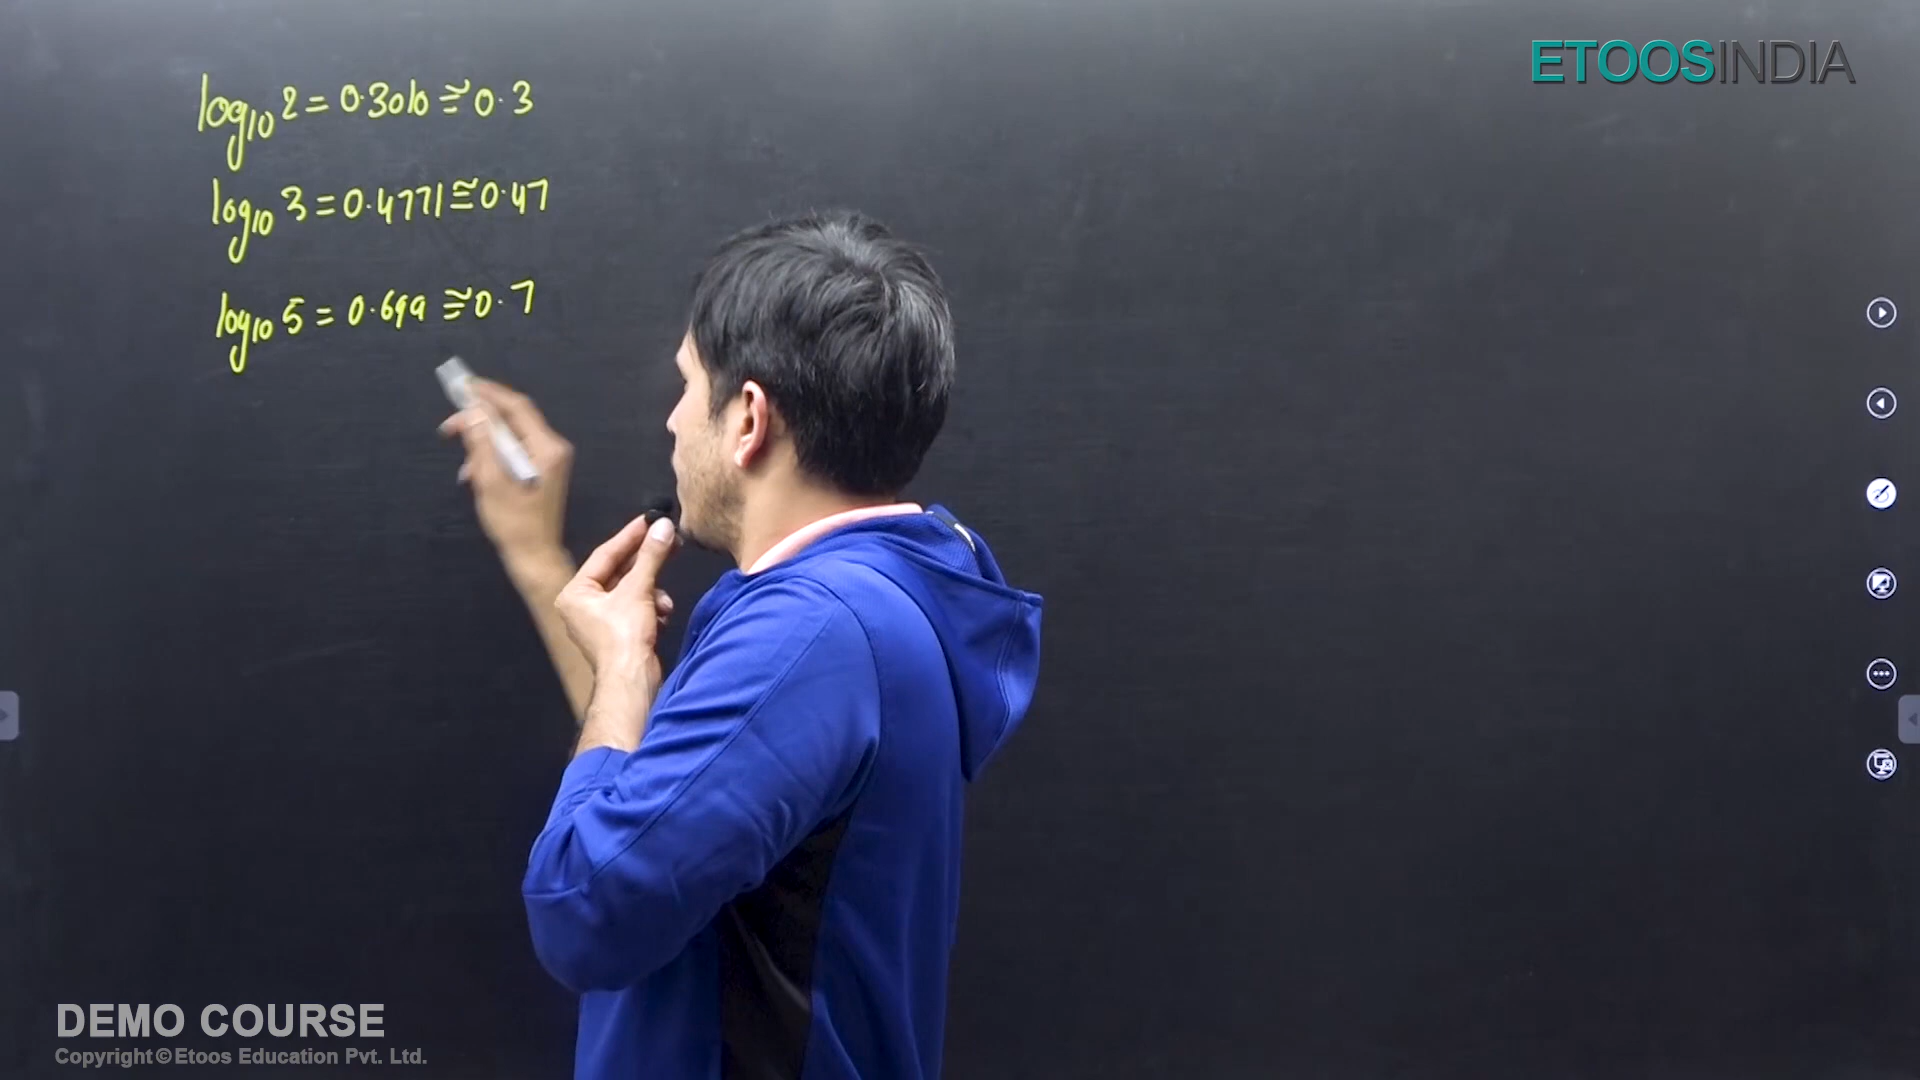 ETOOSINDIA
log₁₀ 2 = 0.3010 ≅ 0.3
log₁₀ 3 = 0.4771 ≅ 0.47
log₁₀ 5 = 0.699 ≅ 0.7
DEMO COURSE
Copyright © Etoos Education Pvt. Ltd.